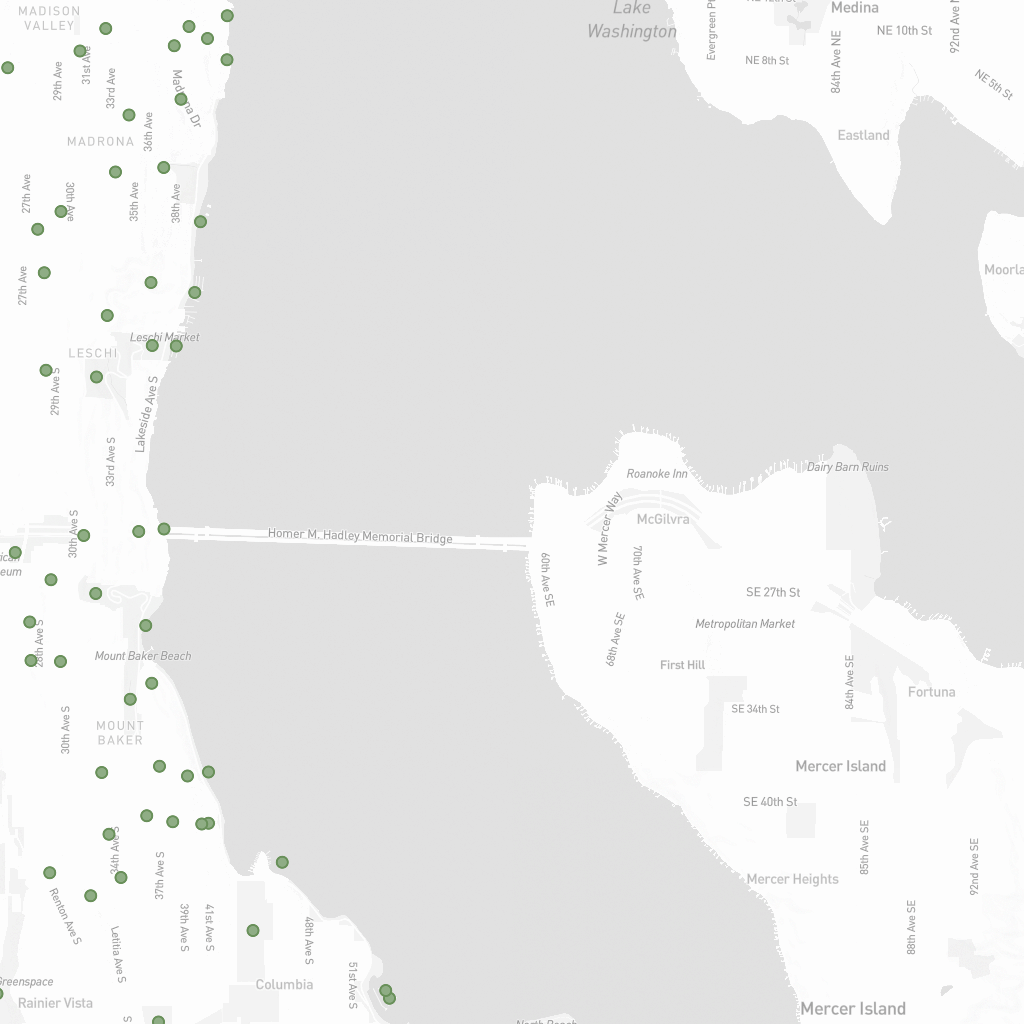 MADISON
VALLEY
Lake
Washington
Medina
NE 10th St
NE 8th St
84th Ave NE
NE 5th St
Eastland
29th Ave
31st Ave
33rd Ave
36th Ave
MADRONA
27th Ave
30th Ave
35th Ave
38th Ave
27th Ave
Leschi Market
LESCHI
29th Ave S
Lakeside Ave S
33rd Ave S
30th Ave S
Homer M. Hadley Memorial Bridge
Roanoke Inn
Dairy Barn Ruins
McGilvra
W Mercer Way
60th Ave SE
70th Ave SE
SE 27th St
Metropolitan Market
68th Ave SE
First Hill
84th Ave SE
Fortuna
SE 34th St
28th Ave S
Mount Baker Beach
30th Ave S
MOUNT
BAKER
Mercer Island
SE 40th St
85th Ave SE
92nd Ave SE
Mercer Heights
88th Ave SE
34th Ave S
37th Ave S
Renton Ave S
Letitia Ave S
39th Ave S
41st Ave S
48th Ave S
51st Ave S
Columbia
Greenspace
Rainier Vista
Mercer Island
North Beach